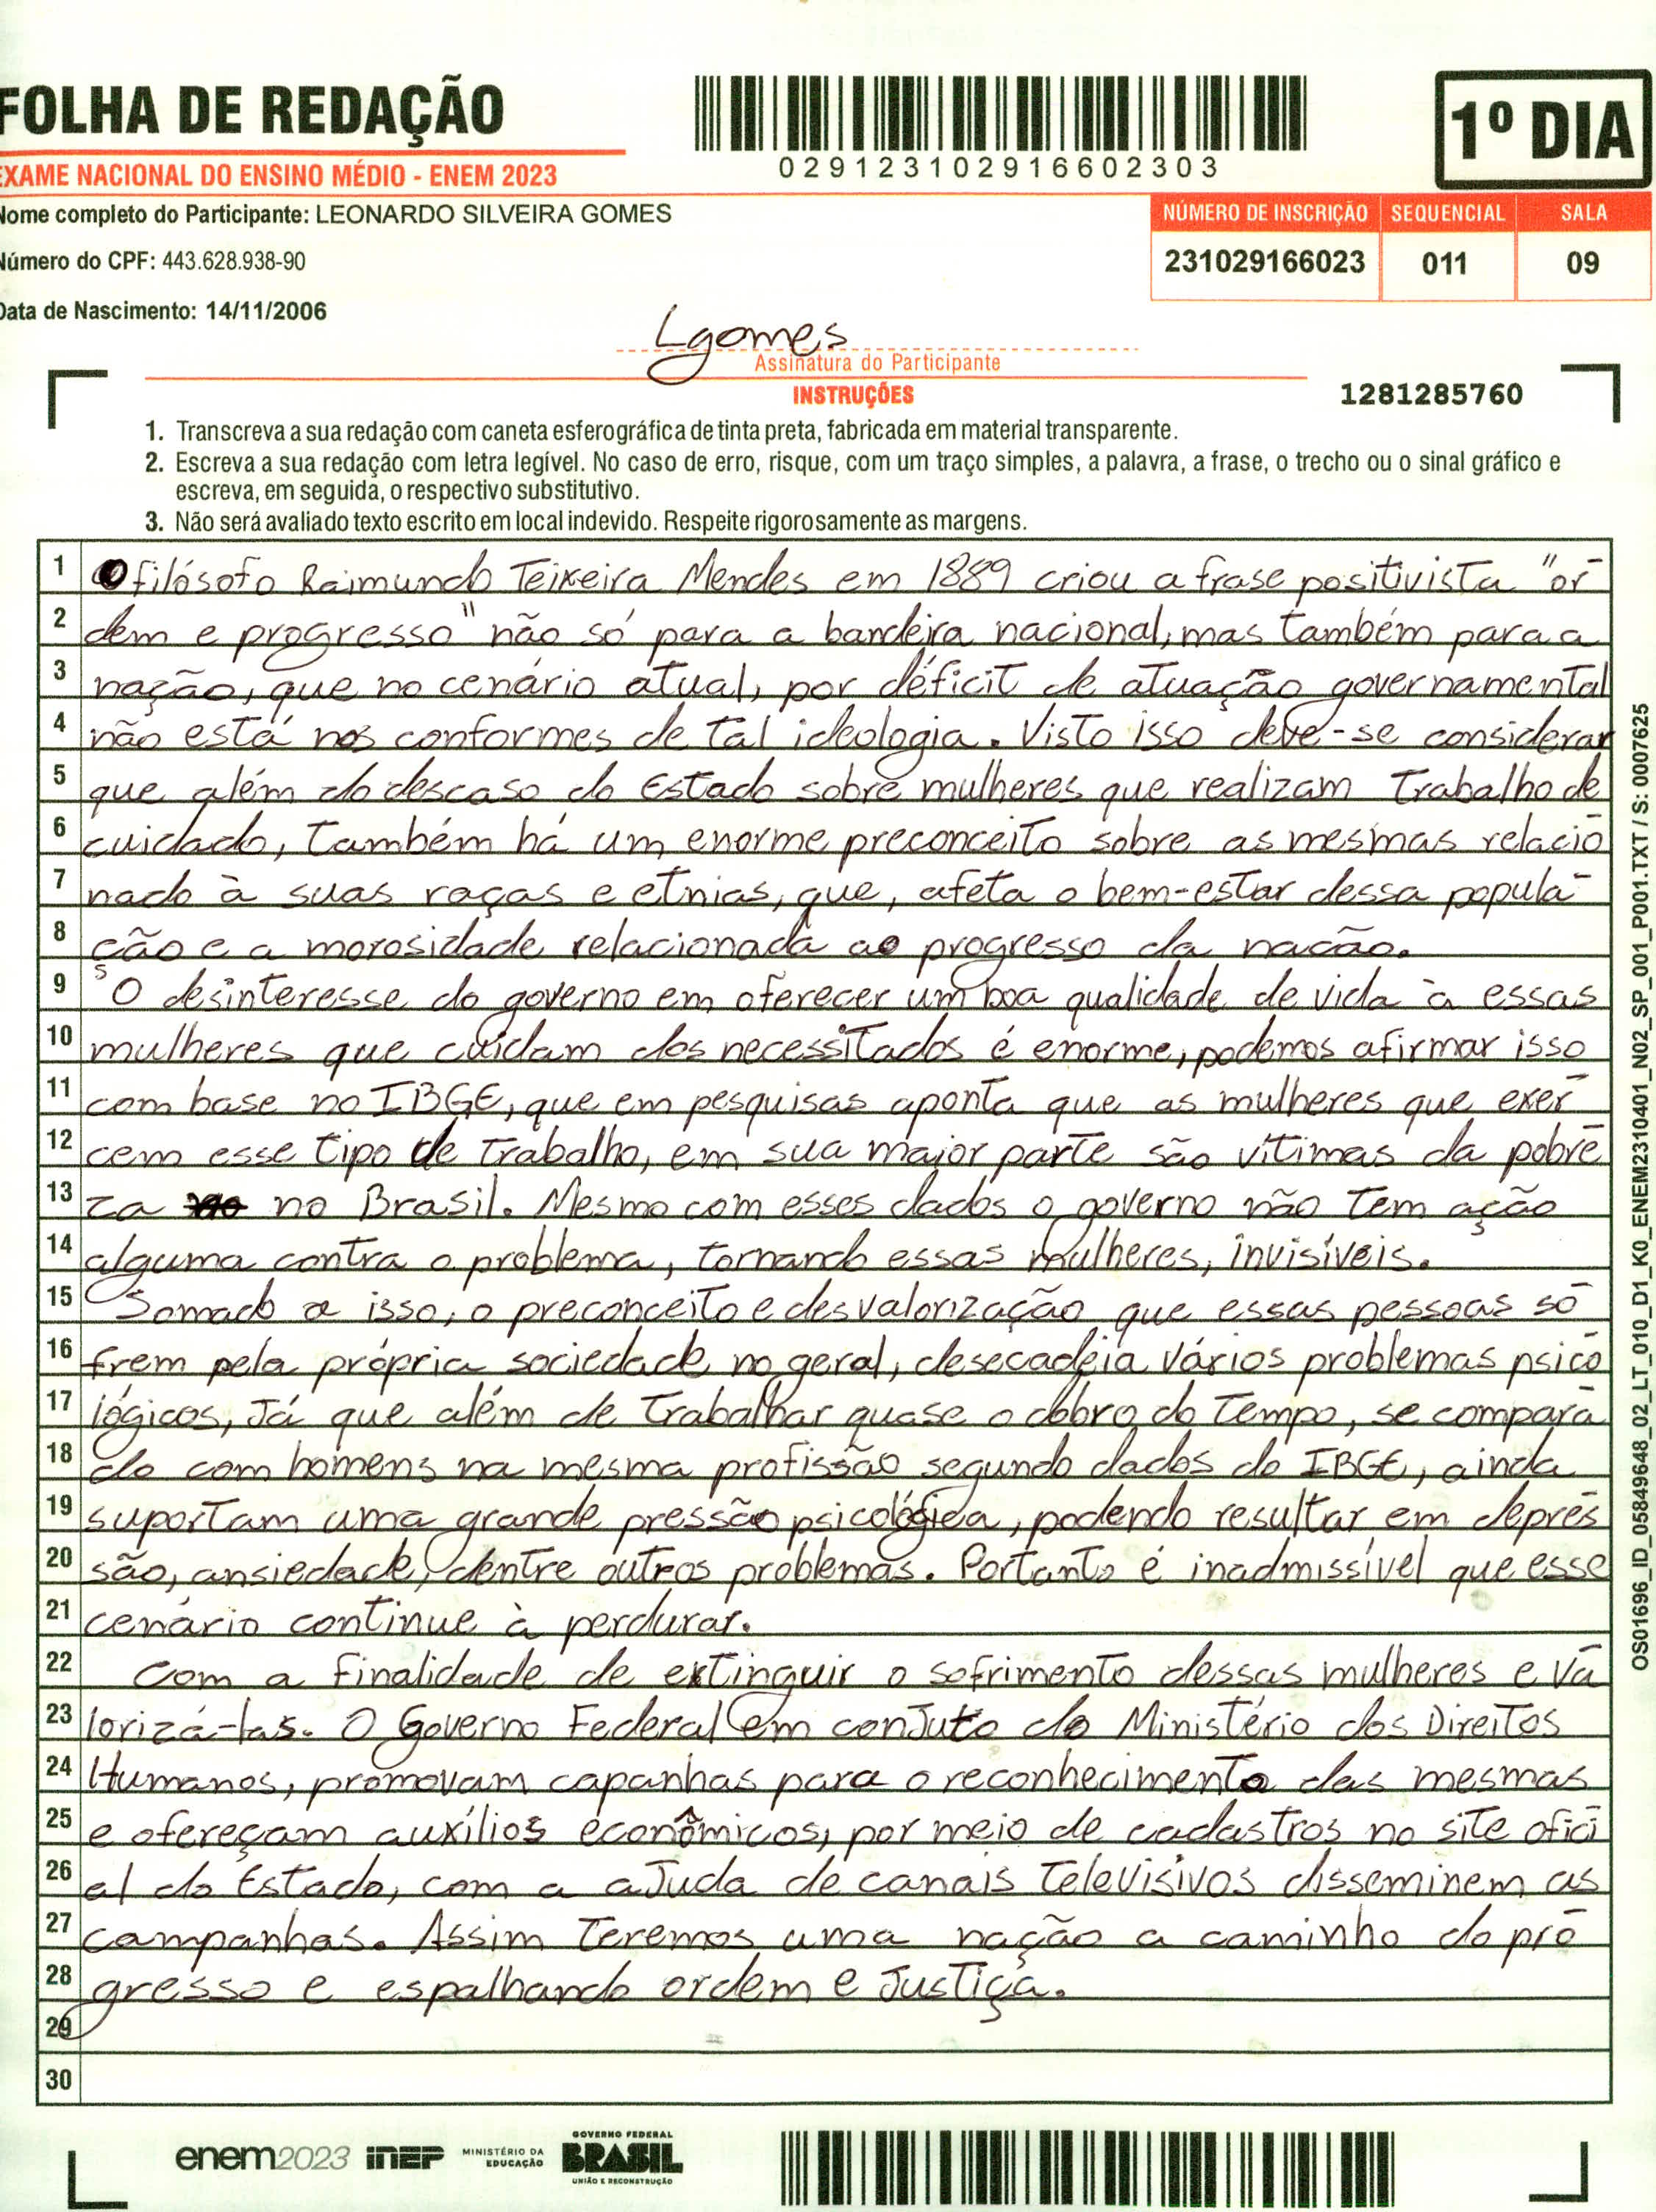 FOLHA DE REDAÇÃO
EXAME NACIONAL DO ENSINO MÉDIO - ENEM 2023
029123102916602303
1º DIA
Nome completo do Participante: LEONARDO SILVEIRA GOMES
Número do CPF: 443.628.938-90
Data de Nascimento: 14/11/2006
NÚMERO DE INSCRIÇÃO SEQUENCIAL SALA
231029166023 011 09
Lgomes
Assinatura do Participante
INSTRUÇÕES
1281285760
1. Transcreva a sua redação com caneta esferográfica de tinta preta, fabricada em material transparente.
2. Escreva a sua redação com letra legível. No caso de erro, risque, com um traço simples, a palavra, a frase, o trecho ou o sinal gráfico e
escreva, em seguida, o respectivo substitutivo.
3. Não será avaliado texto escrito em local indevido. Respeite rigorosamente as margens.
1 O filósofo Raimundo Teixeira Mendes em 1889 criou a frase positivista "or-
2 dem e progresso" não só para a bandeira nacional, mas também para a
3 nação, que no cenário atual, por déficit de atuação governamental
4 não está nos conformes de tal ideologia. Visto isso deve-se considerar
5 que além do descaso do Estado sobre mulheres que realizam trabalho de
6 cuidado, também há um enorme preconceito sobre as mesmas relacio
7 nado à suas raças e etnias, que, afeta o bem-estar dessa popula-
8 ção e a morosidade relacionada ao progresso da nação.
9 O desinteresse do governo em oferecer um boa qualidade de vida à essas
10 mulheres que cuidam dos necessitados é enorme, podemos afirmar isso
11 com base no IBGE, que em pesquisas aponta que as mulheres que exer
12 cem esse tipo de trabalho, em sua maior parte são vítimas da pobre
13 za no Brasil. Mesmo com esses dados o governo não tem ação
14 alguma contra o problema, tornando essas mulheres, invisíveis.
15 Somado a isso, o preconceito e desvalorização que essas pessoas so
16 frem pela própria sociedade no geral, desecadeia vários problemas psico
17 lógicos, Já que além de trabalhar quase o dobro do tempo, se compara
18 do com homens na mesma profissão segundo dados do IBGE, ainda
19 suportam uma grande pressão psicológica, podendo resultar em depres
20 são, ansiedade, dentre outros problemas. Portanto é inadmissível que esse
21 cenário continue à perdurar.
22 Com a finalidade de extinguir o sofrimento dessas mulheres e va
23 lorizá-las. O Governo Federal em conJuto do Ministério dos Direitos
24 Humanos, promovam capanhas para o reconhecimento das mesmas
25 e ofereçam auxílios econômicos, por meio de cadastros no site ofici
26 al do Estado, com a aJuda de canais televisivos disseminem as
27 campanhas. Assim teremos uma nação a caminho do pro
28 gresso e espalhando ordem e Justiça.
29
30
OS01696_ID_05849648_02_LT_010_D1_K0_ENEM2310401_N02_SP_001_P001.TXT / S: 0007625
enem2023 inep MINISTÉRIO DA EDUCAÇÃO GOVERNO FEDERAL BRASIL UNIÃO E RECONSTRUÇÃO